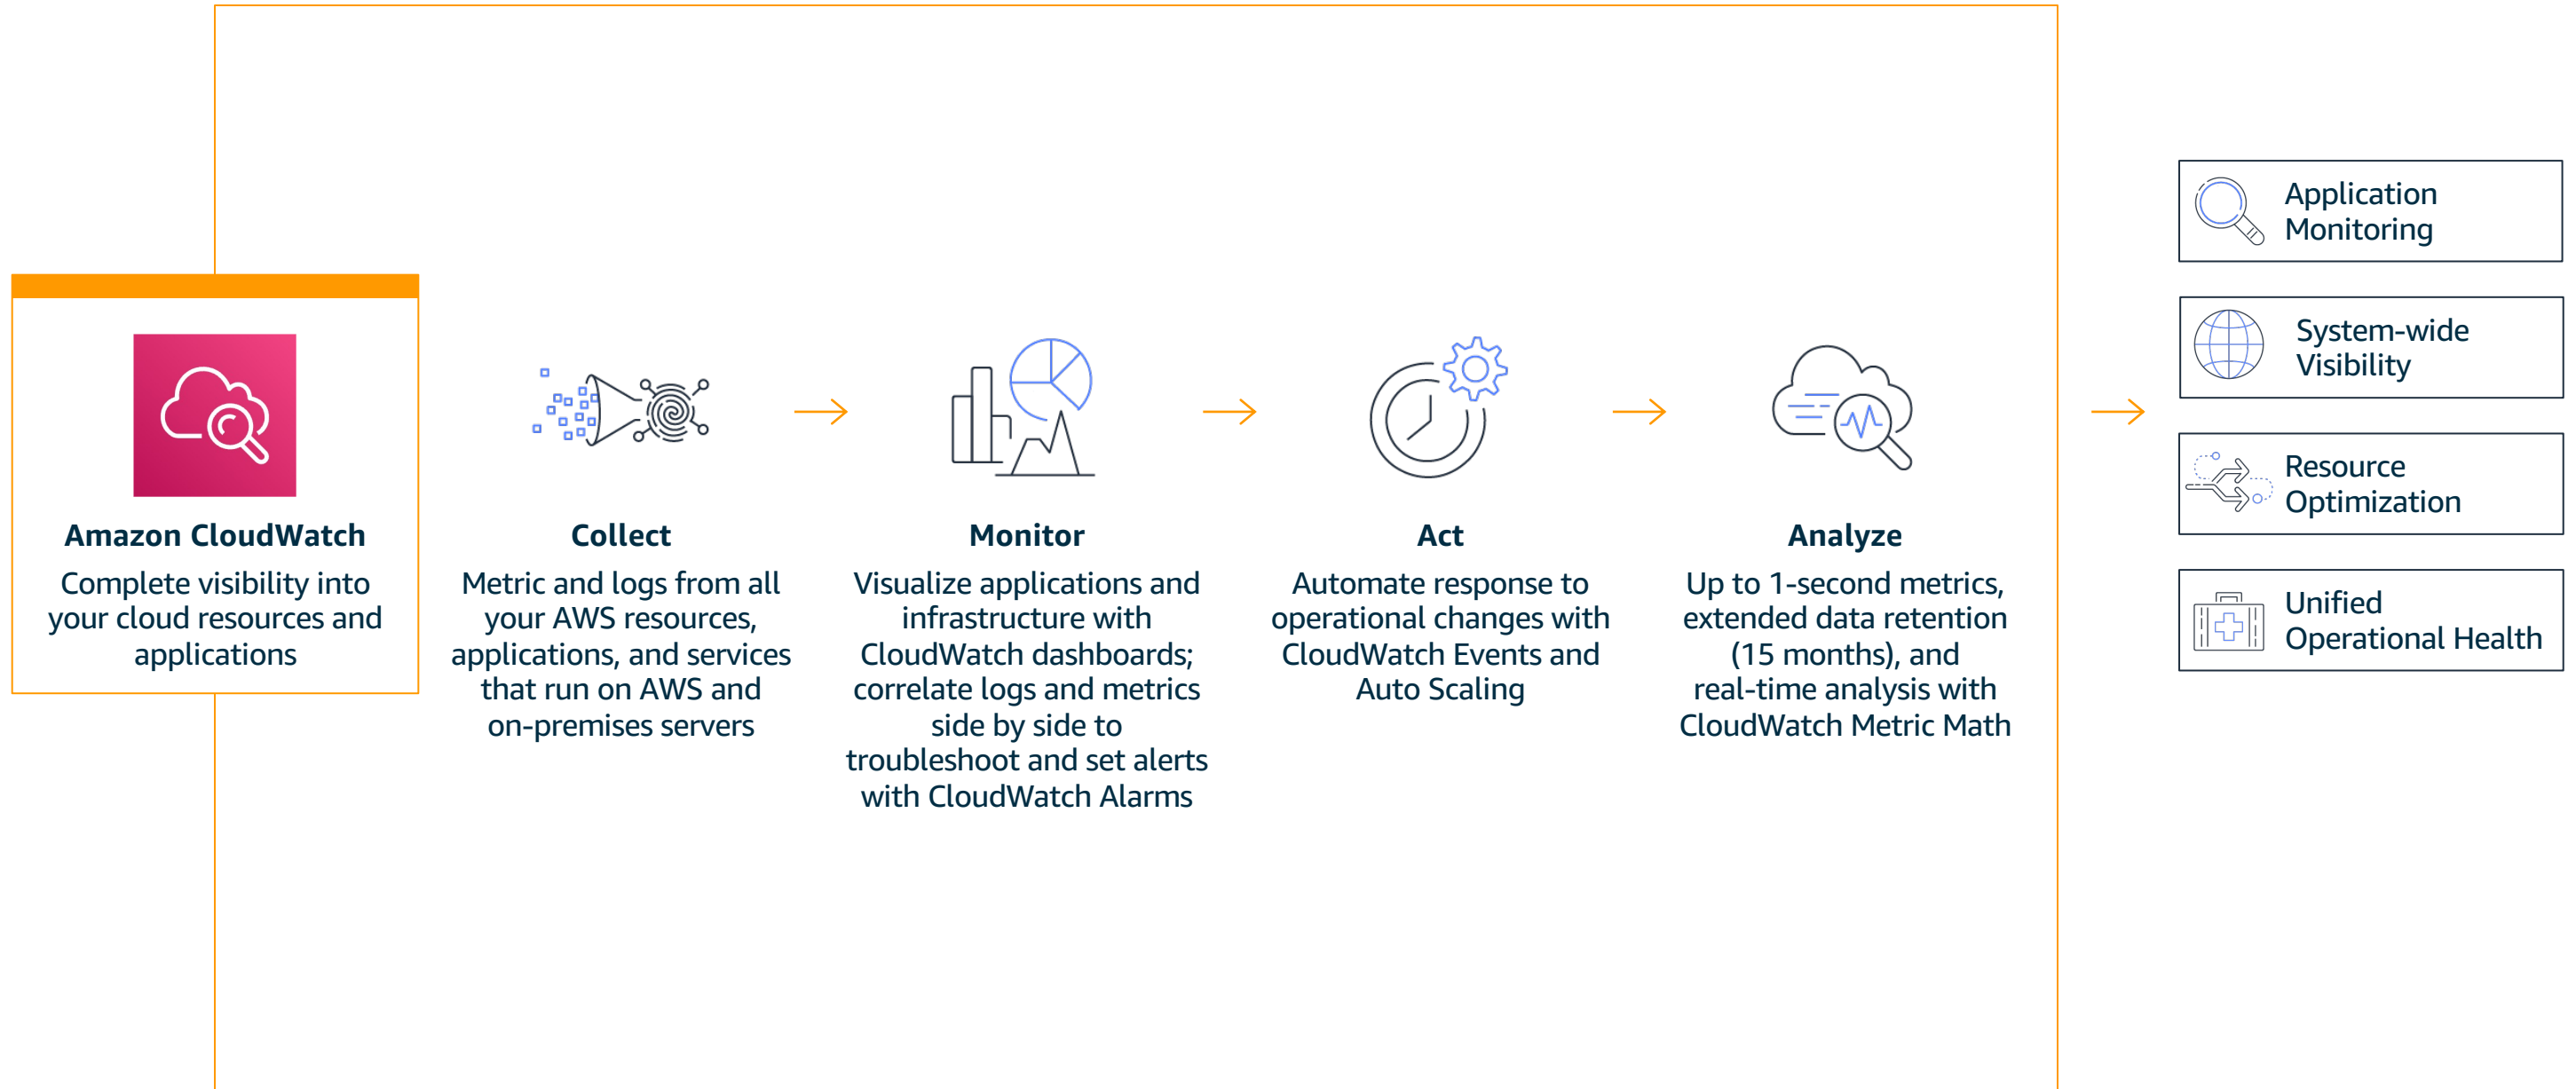 Amazon CloudWatch
Complete visibility into
your cloud resources and
applications
Collect
Metric and logs from all
your AWS resources,
applications, and services
that run on AWS and
on-premises servers
Monitor
Visualize applications and
infrastructure with
CloudWatch dashboards;
correlate logs and metrics
side by side to
troubleshoot and set alerts
with CloudWatch Alarms
Act
Automate response to
operational changes with
CloudWatch Events and
Auto Scaling
Analyze
Up to 1-second metrics,
extended data retention
(15 months), and
real-time analysis with
CloudWatch Metric Math
Application
Monitoring
System-wide
Visibility
Resource
Optimization
Unified
Operational Health